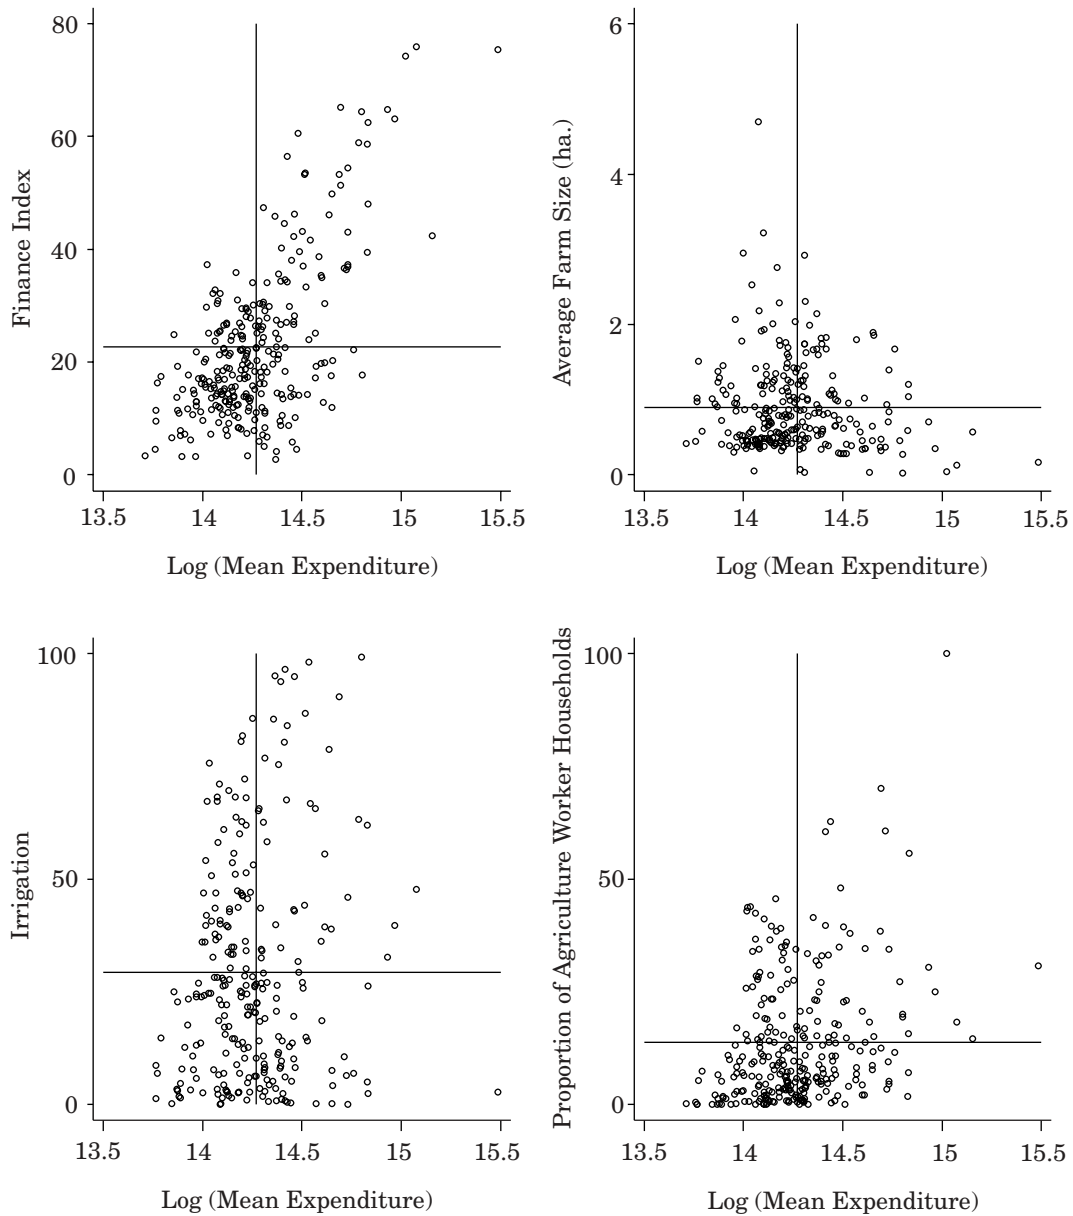 80
60
40
20
0
Finance Index
13.5 14 14.5 15 15.5
Log (Mean Expenditure)
6
4
2
0
Average Farm Size (ha.)
13.5 14 14.5 15 15.5
Log (Mean Expenditure)
100
50
0
Irrigation
13.5 14 14.5 15 15.5
Log (Mean Expenditure)
100
50
0
Proportion of Agriculture Worker Households
13.5 14 14.5 15 15.5
Log (Mean Expenditure)